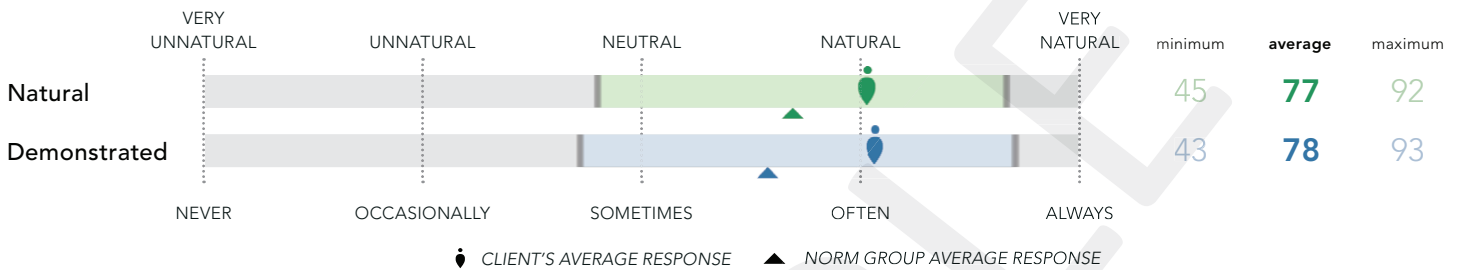 VERY UNNATURAL
UNNATURAL
NEUTRAL
NATURAL
VERY NATURAL
minimum
average
maximum
Natural
45
77
92
Demonstrated
43
78
93
NEVER
OCCASIONALLY
SOMETIMES
OFTEN
ALWAYS
CLIENT'S AVERAGE RESPONSE
NORM GROUP AVERAGE RESPONSE